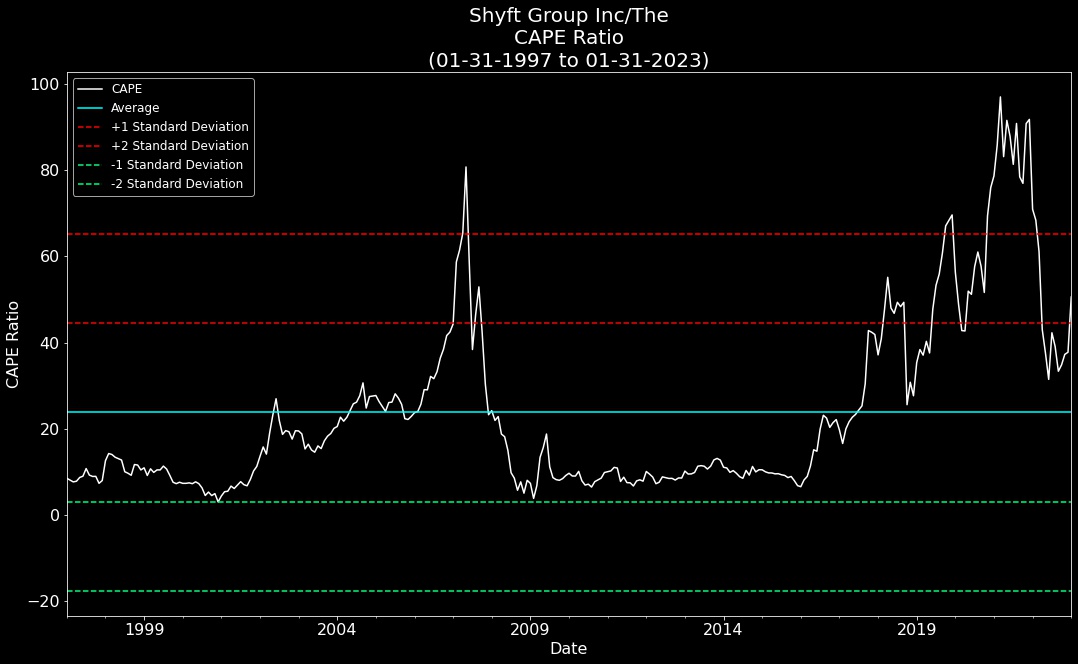 Shyft Group Inc/The
CAPE Ratio
(01-31-1997 to 01-31-2023)
CAPE
Average
+1 Standard Deviation
+2 Standard Deviation
-1 Standard Deviation
-2 Standard Deviation
100
80
60
40
20
0
−20
CAPE Ratio
1999
2004
2009
2014
2019
Date